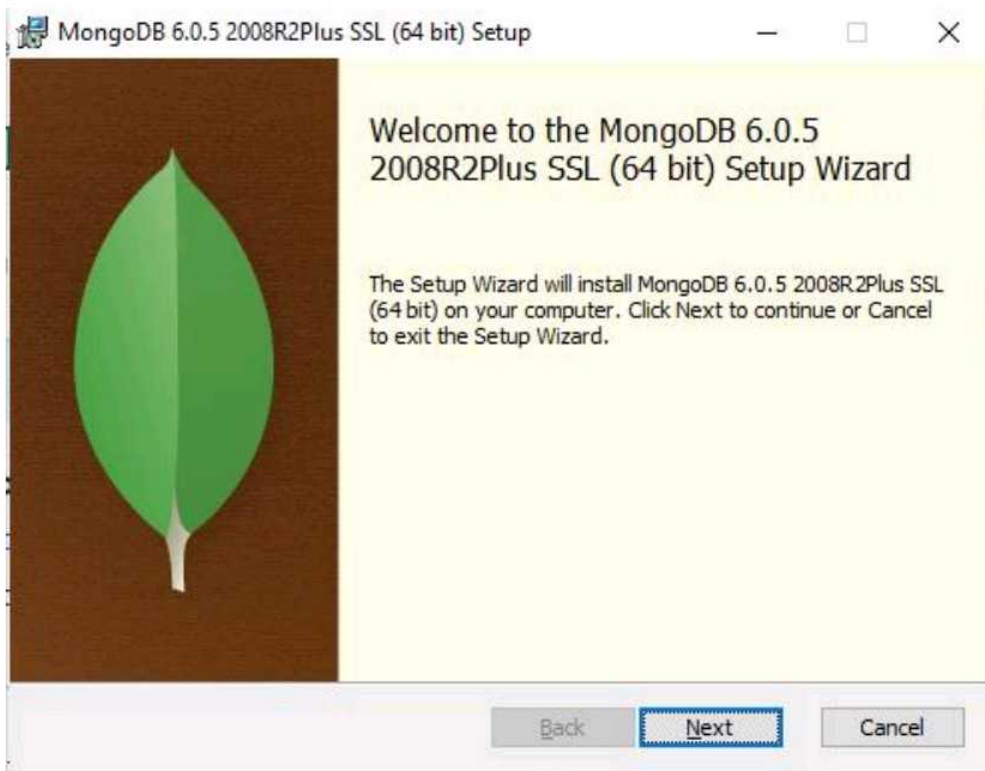 MongoDB 6.0.5 2008R2Plus SSL (64 bit) Setup
Welcome to the MongoDB 6.0.5
2008R2Plus SSL (64 bit) Setup Wizard
The Setup Wizard will install MongoDB 6.0.5 2008R2Plus SSL
(64 bit) on your computer. Click Next to continue or Cancel
to exit the Setup Wizard.
Back
Next
Cancel